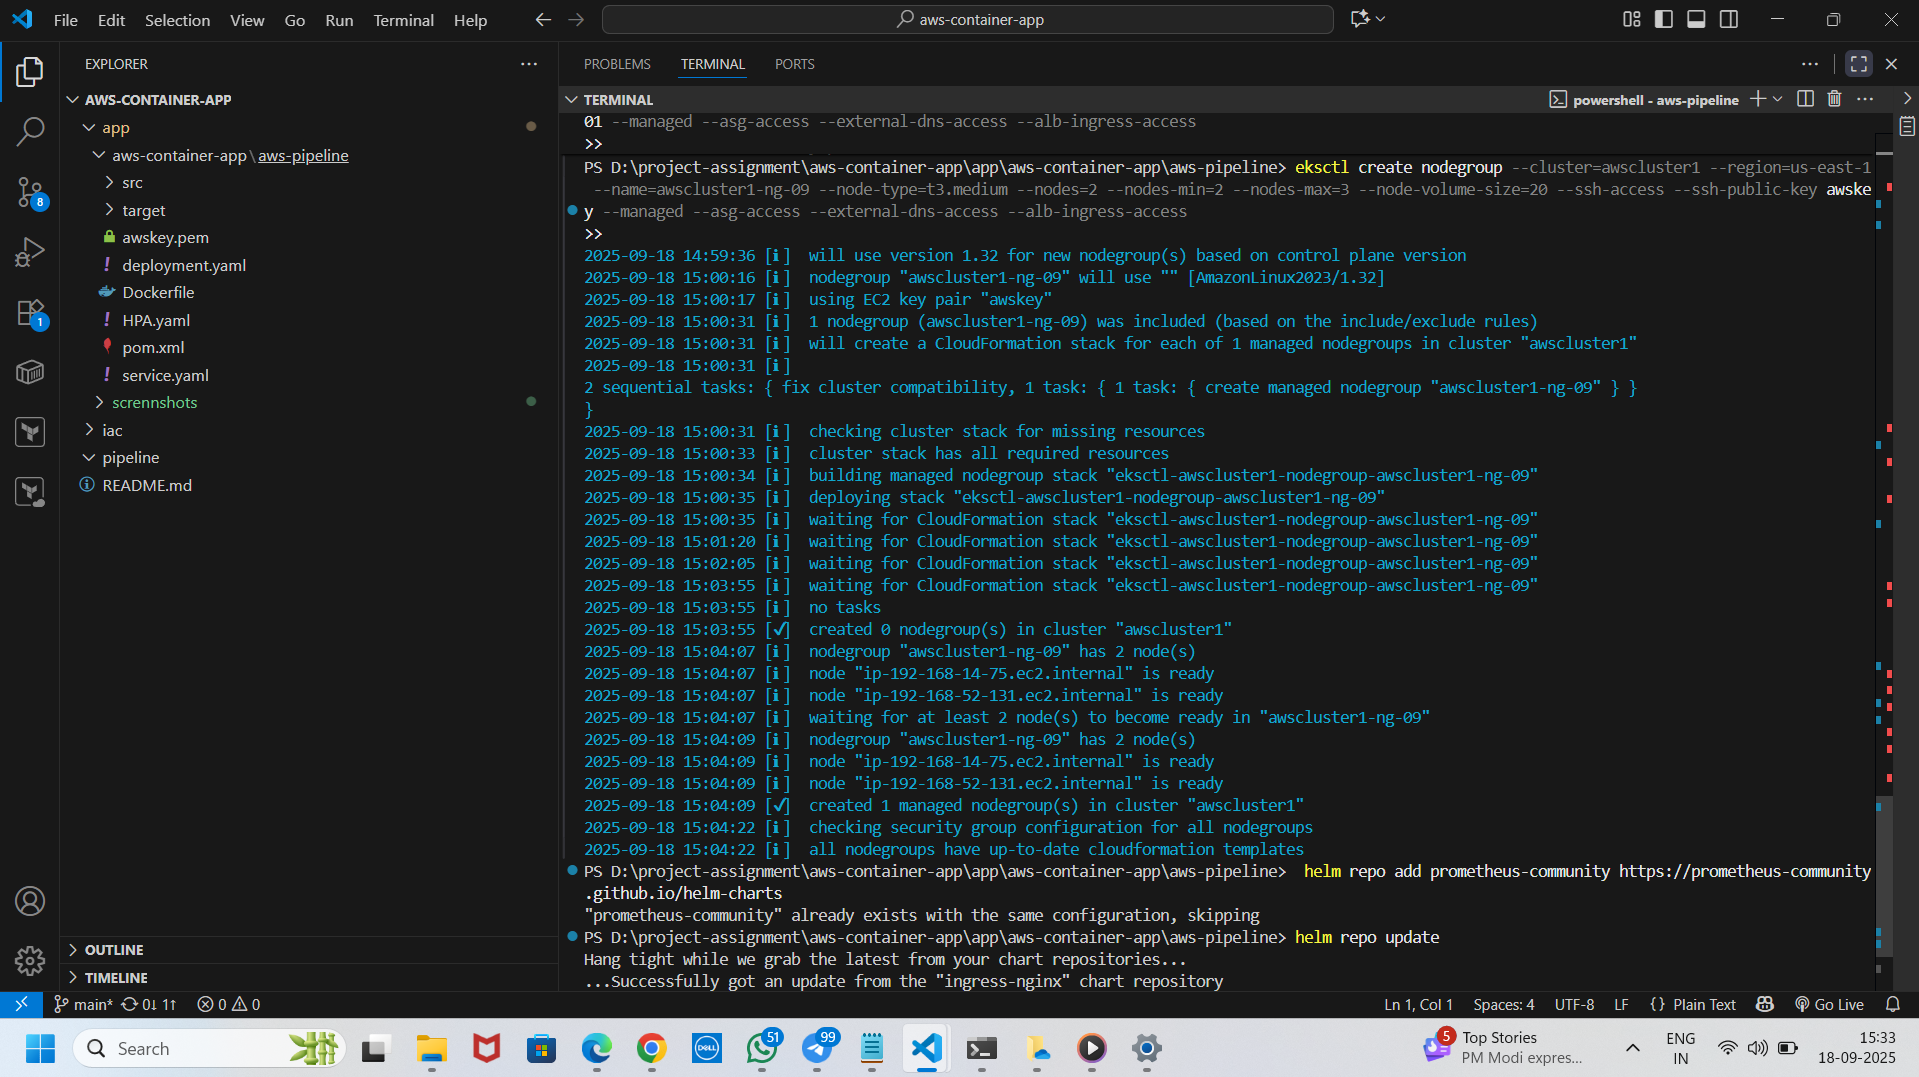 File Edit Selection View Go Run Terminal Help
aws-container-app
EXPLORER
AWS-CONTAINER-APP
app
aws-container-app\aws-pipeline
src
target
awskey.pem
! deployment.yaml
Dockerfile
! HPA.yaml
pom.xml
! service.yaml
scrennshots
iac
pipeline
README.md
OUTLINE
TIMELINE
8
1
PROBLEMS TERMINAL PORTS
TERMINAL
powershell - aws-pipeline
01 --managed --asg-access --external-dns-access --alb-ingress-access
>>
PS D:\project-assignment\aws-container-app\app\aws-container-app\aws-pipeline> eksctl create nodegroup --cluster=awscluster1 --region=us-east-1
--name=awscluster1-ng-09 --node-type=t3.medium --nodes=2 --nodes-min=2 --nodes-max=3 --node-volume-size=20 --ssh-access --ssh-public-key awske
y --managed --asg-access --external-dns-access --alb-ingress-access
>>
2025-09-18 14:59:36 [ℹ]  will use version 1.32 for new nodegroup(s) based on control plane version
2025-09-18 15:00:16 [ℹ]  nodegroup "awscluster1-ng-09" will use "" [AmazonLinux2023/1.32]
2025-09-18 15:00:17 [ℹ]  using EC2 key pair "awskey"
2025-09-18 15:00:31 [ℹ]  1 nodegroup (awscluster1-ng-09) was included (based on the include/exclude rules)
2025-09-18 15:00:31 [ℹ]  will create a CloudFormation stack for each of 1 managed nodegroups in cluster "awscluster1"
2025-09-18 15:00:31 [ℹ]
2 sequential tasks: { fix cluster compatibility, 1 task: { 1 task: { create managed nodegroup "awscluster1-ng-09" } }
}
2025-09-18 15:00:31 [ℹ]  checking cluster stack for missing resources
2025-09-18 15:00:33 [ℹ]  cluster stack has all required resources
2025-09-18 15:00:34 [ℹ]  building managed nodegroup stack "eksctl-awscluster1-nodegroup-awscluster1-ng-09"
2025-09-18 15:00:35 [ℹ]  deploying stack "eksctl-awscluster1-nodegroup-awscluster1-ng-09"
2025-09-18 15:00:35 [ℹ]  waiting for CloudFormation stack "eksctl-awscluster1-nodegroup-awscluster1-ng-09"
2025-09-18 15:01:20 [ℹ]  waiting for CloudFormation stack "eksctl-awscluster1-nodegroup-awscluster1-ng-09"
2025-09-18 15:02:05 [ℹ]  waiting for CloudFormation stack "eksctl-awscluster1-nodegroup-awscluster1-ng-09"
2025-09-18 15:03:55 [ℹ]  waiting for CloudFormation stack "eksctl-awscluster1-nodegroup-awscluster1-ng-09"
2025-09-18 15:03:55 [ℹ]  no tasks
2025-09-18 15:03:55 [✔]  created 0 nodegroup(s) in cluster "awscluster1"
2025-09-18 15:04:07 [ℹ]  nodegroup "awscluster1-ng-09" has 2 node(s)
2025-09-18 15:04:07 [ℹ]  node "ip-192-168-14-75.ec2.internal" is ready
2025-09-18 15:04:07 [ℹ]  node "ip-192-168-52-131.ec2.internal" is ready
2025-09-18 15:04:07 [ℹ]  waiting for at least 2 node(s) to become ready in "awscluster1-ng-09"
2025-09-18 15:04:09 [ℹ]  nodegroup "awscluster1-ng-09" has 2 node(s)
2025-09-18 15:04:09 [ℹ]  node "ip-192-168-14-75.ec2.internal" is ready
2025-09-18 15:04:09 [ℹ]  node "ip-192-168-52-131.ec2.internal" is ready
2025-09-18 15:04:09 [✔]  created 1 managed nodegroup(s) in cluster "awscluster1"
2025-09-18 15:04:22 [ℹ]  checking security group configuration for all nodegroups
2025-09-18 15:04:22 [ℹ]  all nodegroups have up-to-date cloudformation templates
PS D:\project-assignment\aws-container-app\app\aws-container-app\aws-pipeline>  helm repo add prometheus-community https://prometheus-community
.github.io/helm-charts
"prometheus-community" already exists with the same configuration, skipping
PS D:\project-assignment\aws-container-app\app\aws-container-app\aws-pipeline> helm repo update
Hang tight while we grab the latest from your chart repositories...
...Successfully got an update from the "ingress-nginx" chart repository
main* 0↓ 1↑ 0 0
Ln 1, Col 1 Spaces: 4 UTF-8 LF {} Plain Text Go Live
Search
DELL
51
99
5
Top Stories
PM Modi expres...
ENG
IN
15:33
18-09-2025